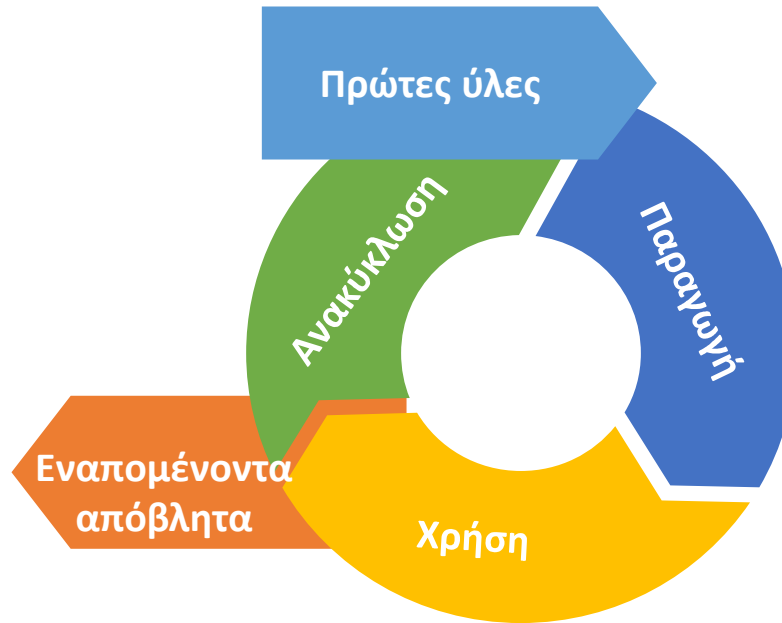 Πρώτες ύλες
Παραγωγή
Ανακύκλωση
Εναπομένοντα
απόβλητα
Χρήση